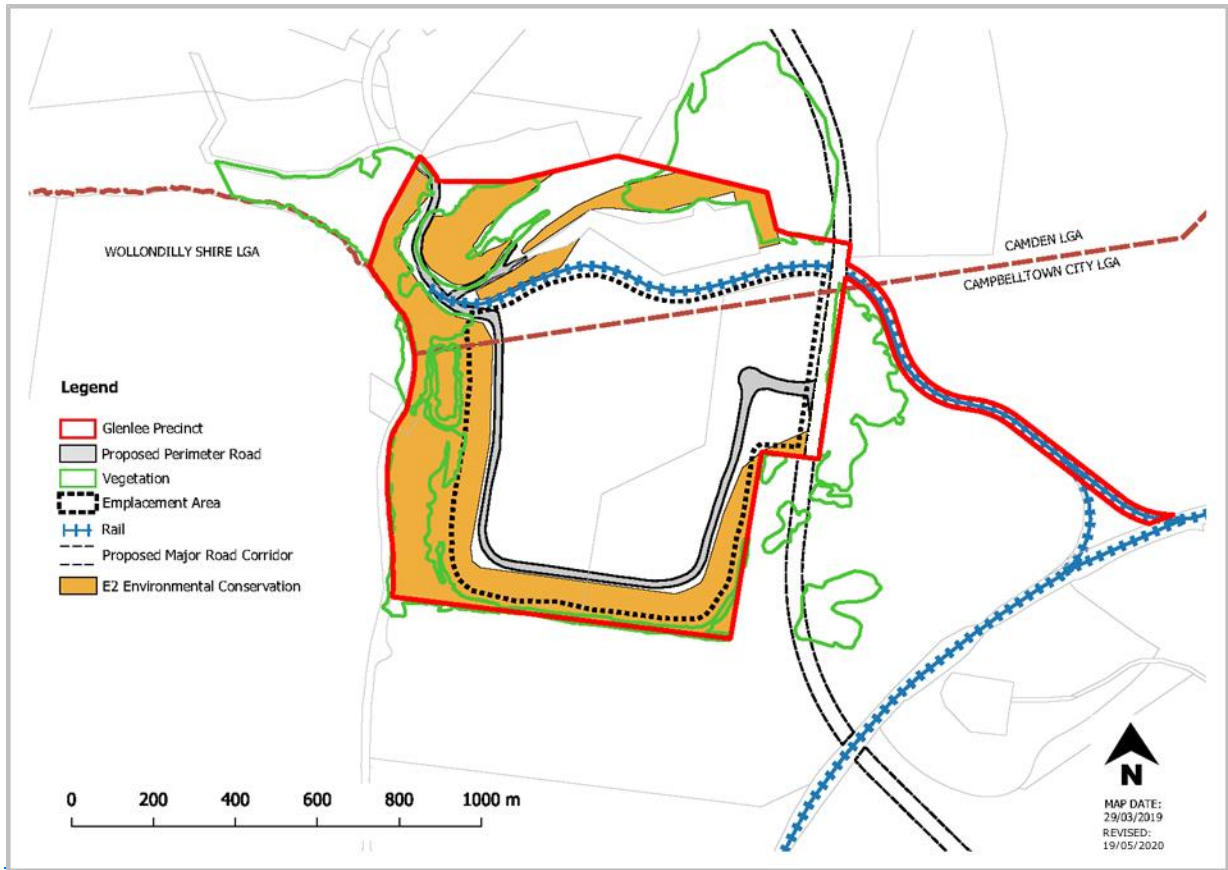 WOLLONDILLY SHIRE LGA
CAMDEN LGA
CAMPBELLTOWN CITY LGA
Legend
Glenlee Precinct
Proposed Perimeter Road
Vegetation
Emplacement Area
Rail
Proposed Major Road Corridor
E2 Environmental Conservation
0 200 400 600 800 1000 m
N
MAP DATE:
29/03/2019
REVISED:
19/05/2020